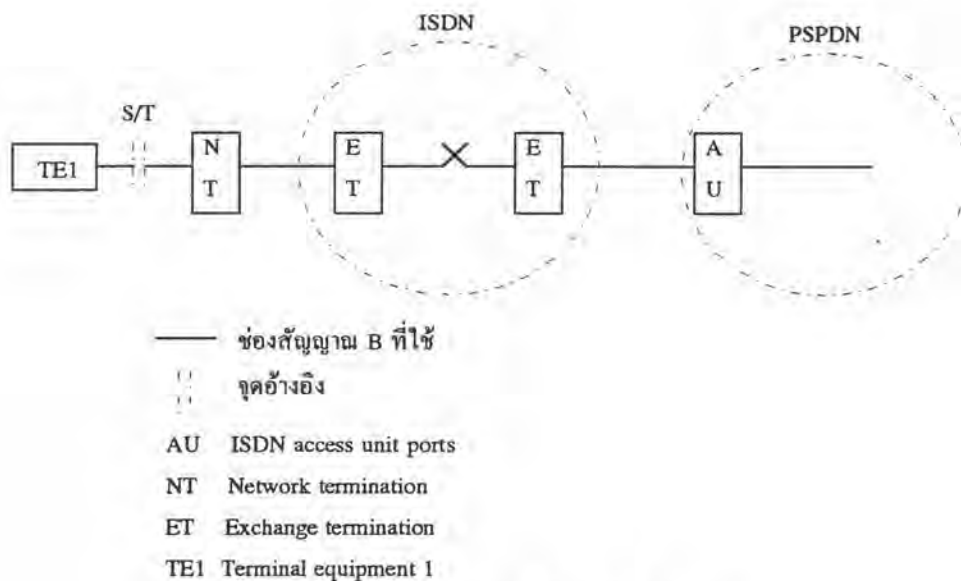 ISDN
PSPDN
S/T
TE1
N
T
E
T
E
T
A
U
ช่องสัญญาณ B ที่ใช้
จุดอ้างอิง
AU ISDN access unit ports
NT Network termination
ET Exchange termination
TE1 Terminal equipment 1